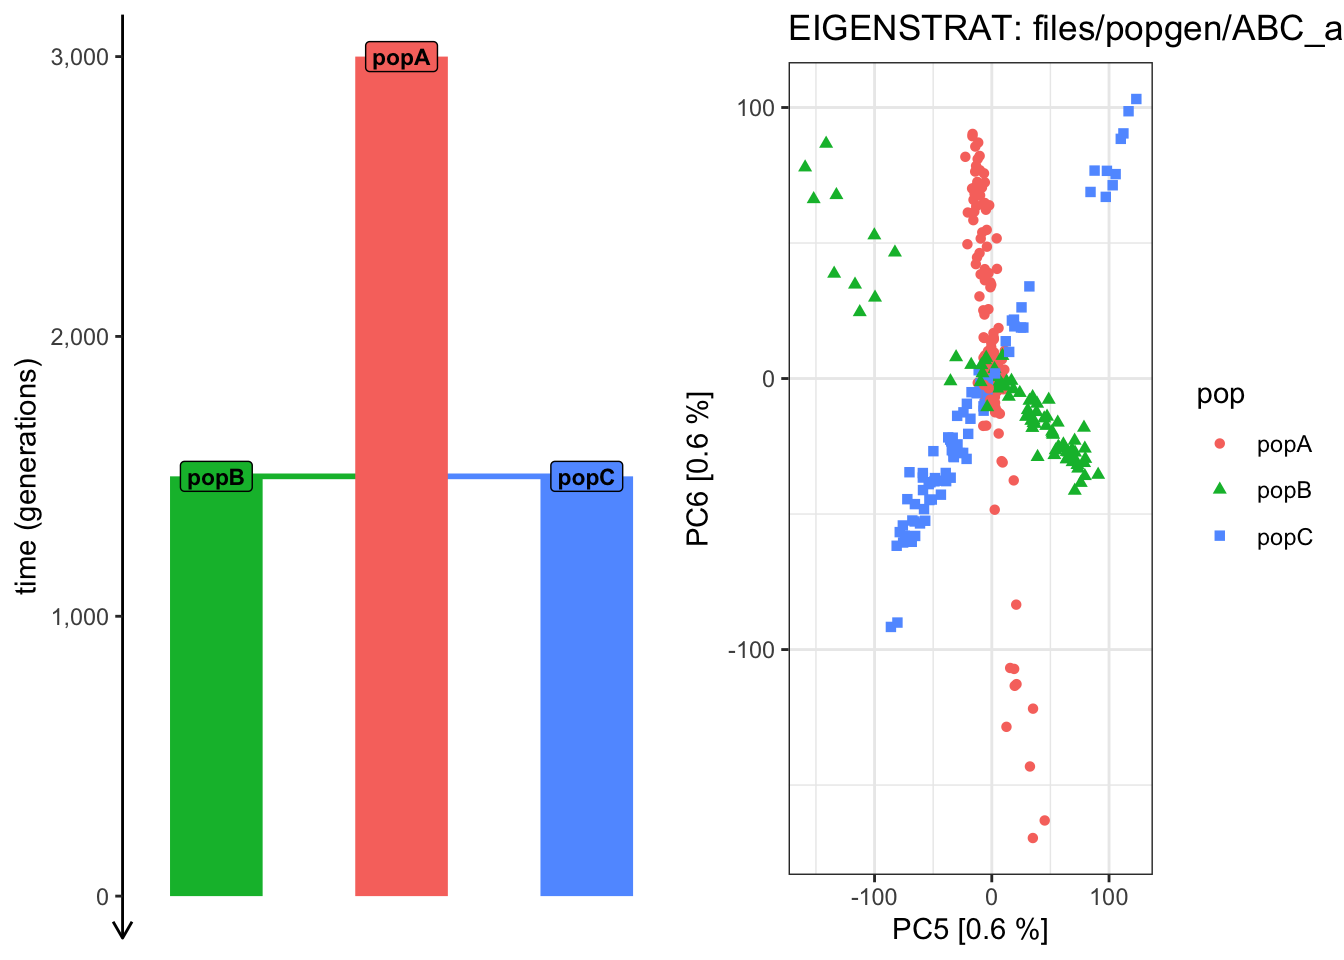 time (generations)
3,000
2,000
1,000
0
popA
popB
popC
EIGENSTRAT: files/popgen/ABC_a
PC6 [0.6 %]
100
0
-100
-100
0
100
PC5 [0.6 %]
pop
popA
popB
popC